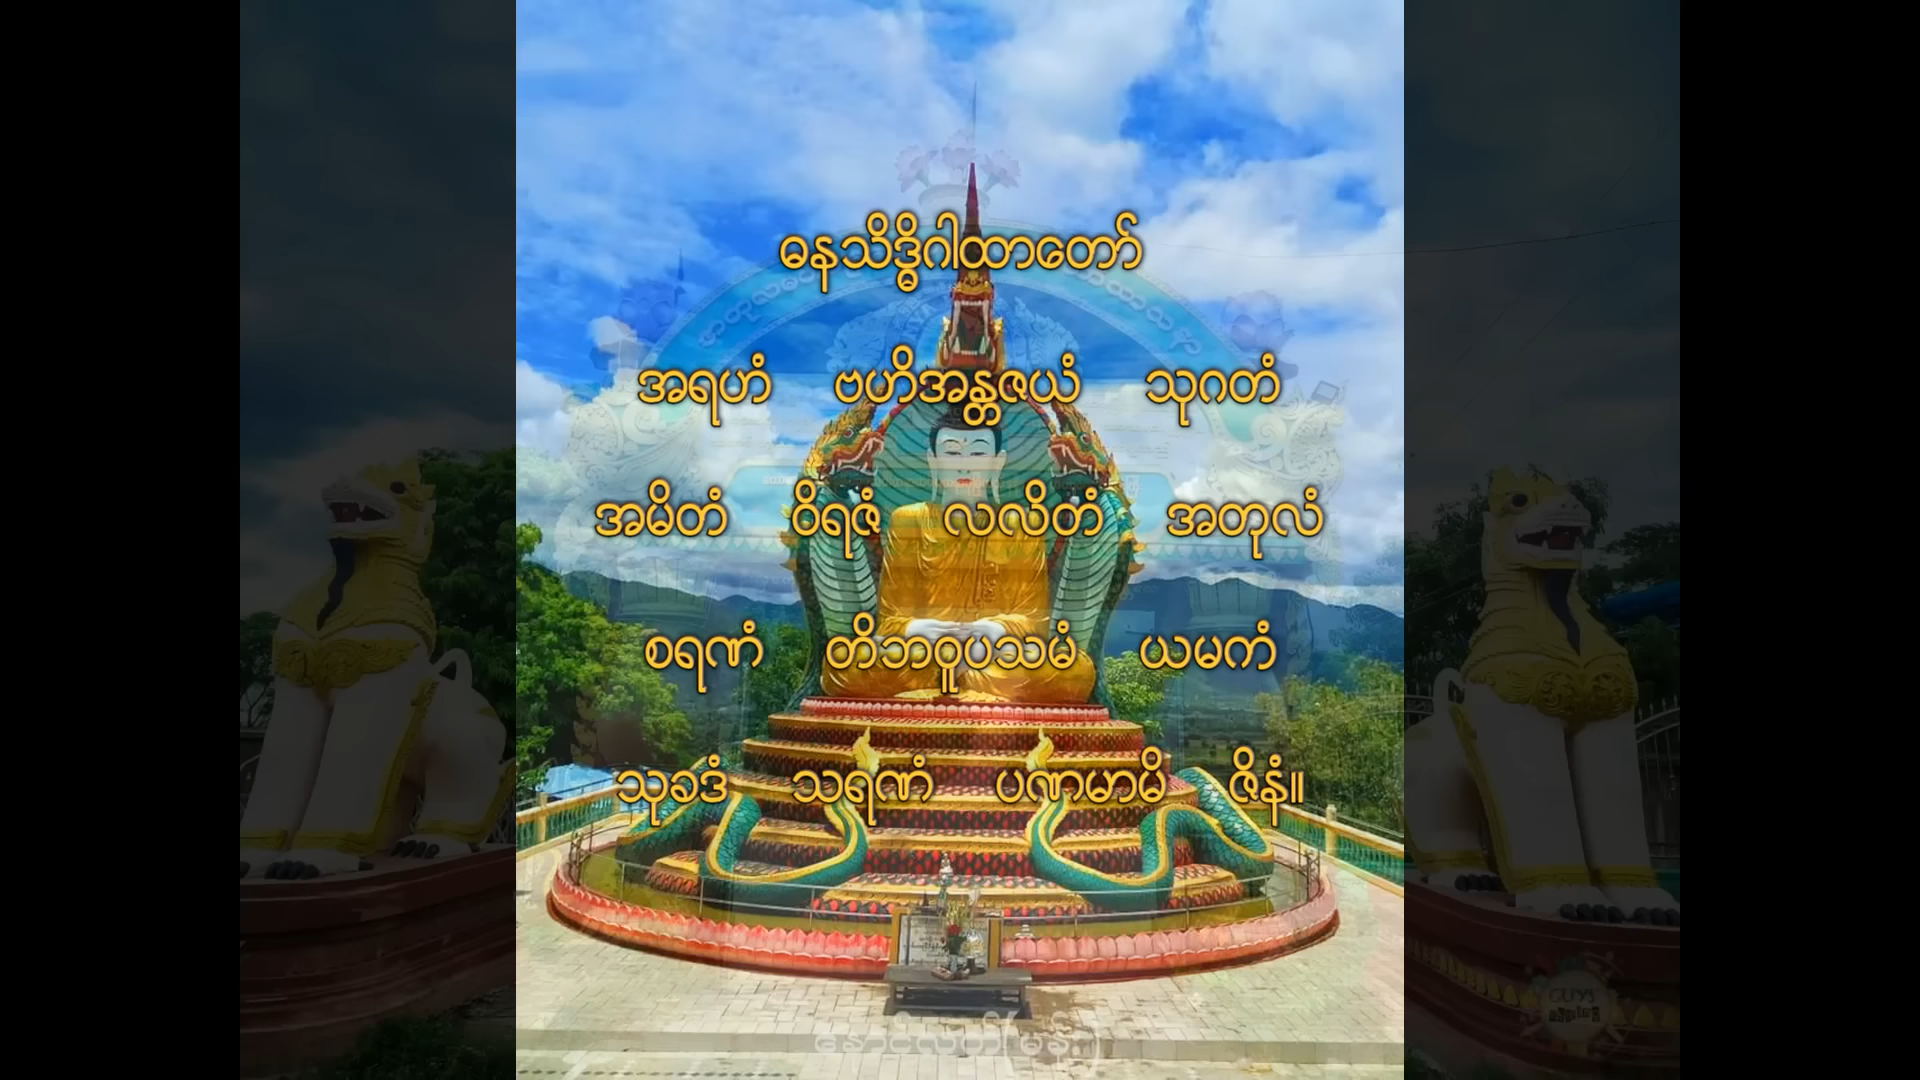 ဓနသိဒ္ဓိဂါထာတော်
အရဟံ ဗဟိအန္တဇယံ သုဂတံ
အမိတံ ဝိရဇံ လလိတံ အတုလံ
စရဏံ တိဘဝူပသမံ ယမကံ
သုခဒံ သရဏံ ပဏမာမိ ဇိနံ။